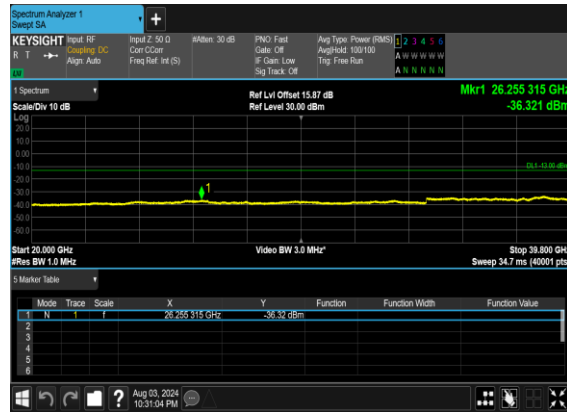 Spectrum Analyzer 1
Swept SA
+
KEYSIGHT Input: RF Input Z: 50 Ω #Atten: 30 dB PNO: Fast Avg Type: Power (RMS) 1 2 3 4 5 6
R T Coupling: DC Corr CCorr Gate: Off Avg|Hold: 100/100 A W W W W W
Align: Auto Freq Ref: Int (S) IF Gain: Low Trig: Free Run
LW Sig Track: Off A N N N N N
1 Spectrum Ref Lvl Offset 15.87 dB Mkr1 26.255 315 GHz
Scale/Div 10 dB Ref Level 30.00 dBm -36.321 dBm
Log
20.0
10.0
0.00
-10.0 DL1 -13.00 dBm
-20.0
-30.0 1
-40.0
-50.0
-60.0
Start 20.000 GHz Video BW 3.0 MHz* Stop 39.800 GHz
#Res BW 1.0 MHz Sweep 34.7 ms (40001 pts)
5 Marker Table
Mode Trace Scale X Y Function Function Width Function Value
1 N 1 f 26.255 315 GHz -36.32 dBm
2
3
4
5
6
? Aug 03, 2024
10:31:04 PM